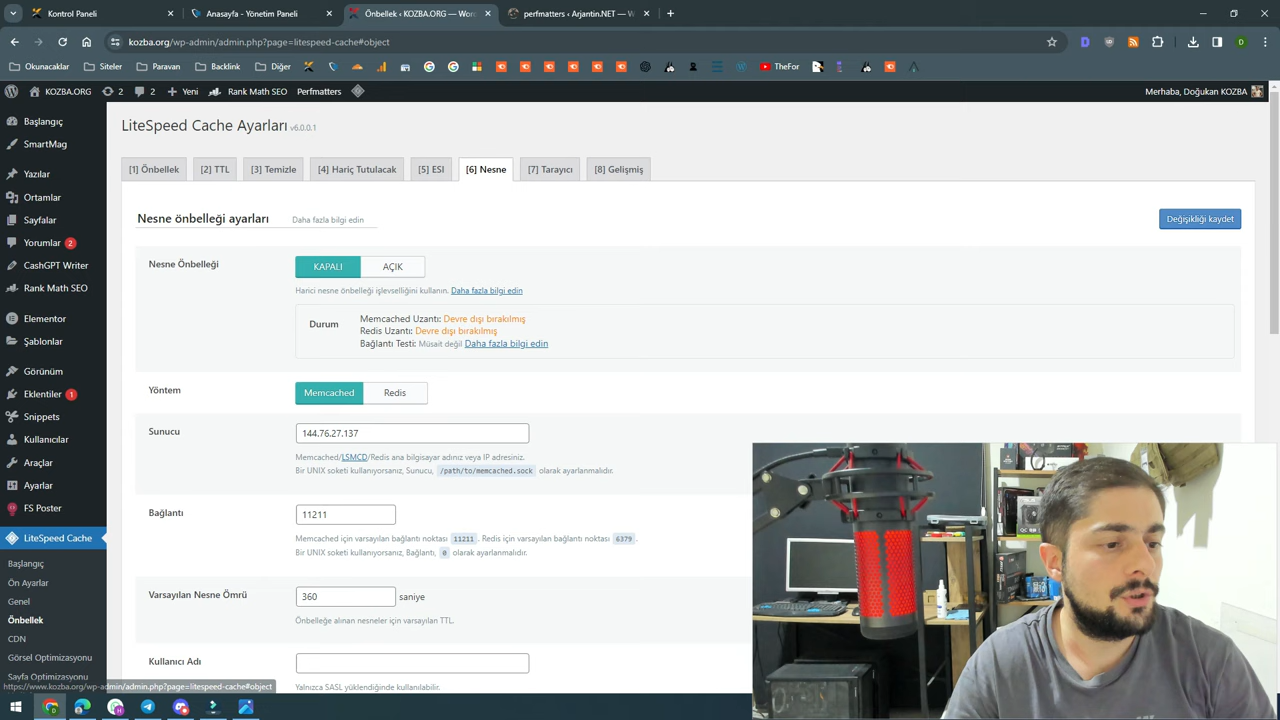 Kontrol Paneli
Ayarlar: Temizle
Önbellek ‹ KOZBA.ORG — Wor
perfmatters ‹ Arjantin.NET — W
kozba.org/wp-admin/admin.php?page=litespeed-cache#object
Okunacaklar
Siteler
Paravan
Backlink
Diğer
TheFor
KOZBA.ORG
2
2
Yeni
Rank Math SEO
Perfmatters
Merhaba, Doğukan KOZBA
Başlangıç
SmartMag
Yazılar
Ortamlar
Sayfalar
Yorumlar 2
CashGPT Writer
Rank Math SEO
Elementor
Şablonlar
Görünüm
Eklentiler 1
Snippets
Kullanıcılar
Araçlar
Ayarlar
FS Poster
LiteSpeed Cache
Başlangıç
Ön Ayarlar
Genel
Önbellek
CDN
Görsel Optimizasyonu
Sayfa Optimizasyonu
https://www.kozba.org/wp-admin/admin.php?page=litespeed-cache#object
LiteSpeed Cache Ayarları v6.0.0.1
[1] Önbellek
[2] TTL
[3] Temizle
[4] Hariç Tutulacak
[5] ESI
[6] Nesne
[7] Tarayıcı
[8] Gelişmiş
Nesne önbelleği ayarları
Daha fazla bilgi edin
Değişikliği kaydet
Nesne Önbelleği
KAPALI
AÇIK
Harici nesne önbelleği işlevselliğini kullanın. Daha fazla bilgi edin
Durum
Memcached Uzantı: Devre dışı bırakılmış
Redis Uzantı: Devre dışı bırakılmış
Bağlantı Testi: Müsait değil Daha fazla bilgi edin
Yöntem
Memcached
Redis
Sunucu
144.76.27.137
Memcached/LSMCD/Redis ana bilgisayar adınız veya IP adresiniz.
Bir UNIX soketi kullanıyorsanız, Sunucu, /path/to/memcached.sock olarak ayarlanmalıdır.
Bağlantı
11211
Memcached için varsayılan bağlantı noktası 11211. Redis için varsayılan bağlantı noktası 6379.
Bir UNIX soketi kullanıyorsanız, Bağlantı, 0 olarak ayarlanmalıdır.
Varsayılan Nesne Ömrü
360
saniye
Önbelleğe alınan nesneler için varsayılan TTL.
Kullanıcı Adı
Yalnızca SASL yüklendiğinde kullanılabilir.